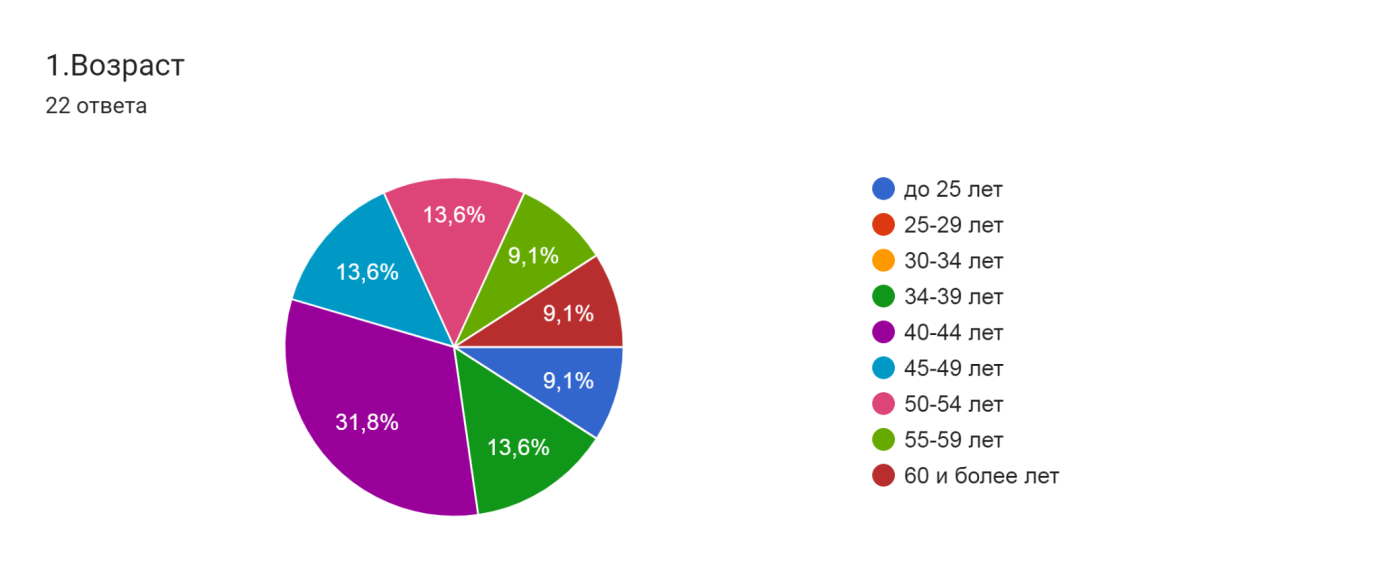 1.Возраст
22 ответа
13,6%
13,6%
9,1%
9,1%
9,1%
31,8%
13,6%
до 25 лет
25-29 лет
30-34 лет
34-39 лет
40-44 лет
45-49 лет
50-54 лет
55-59 лет
60 и более лет